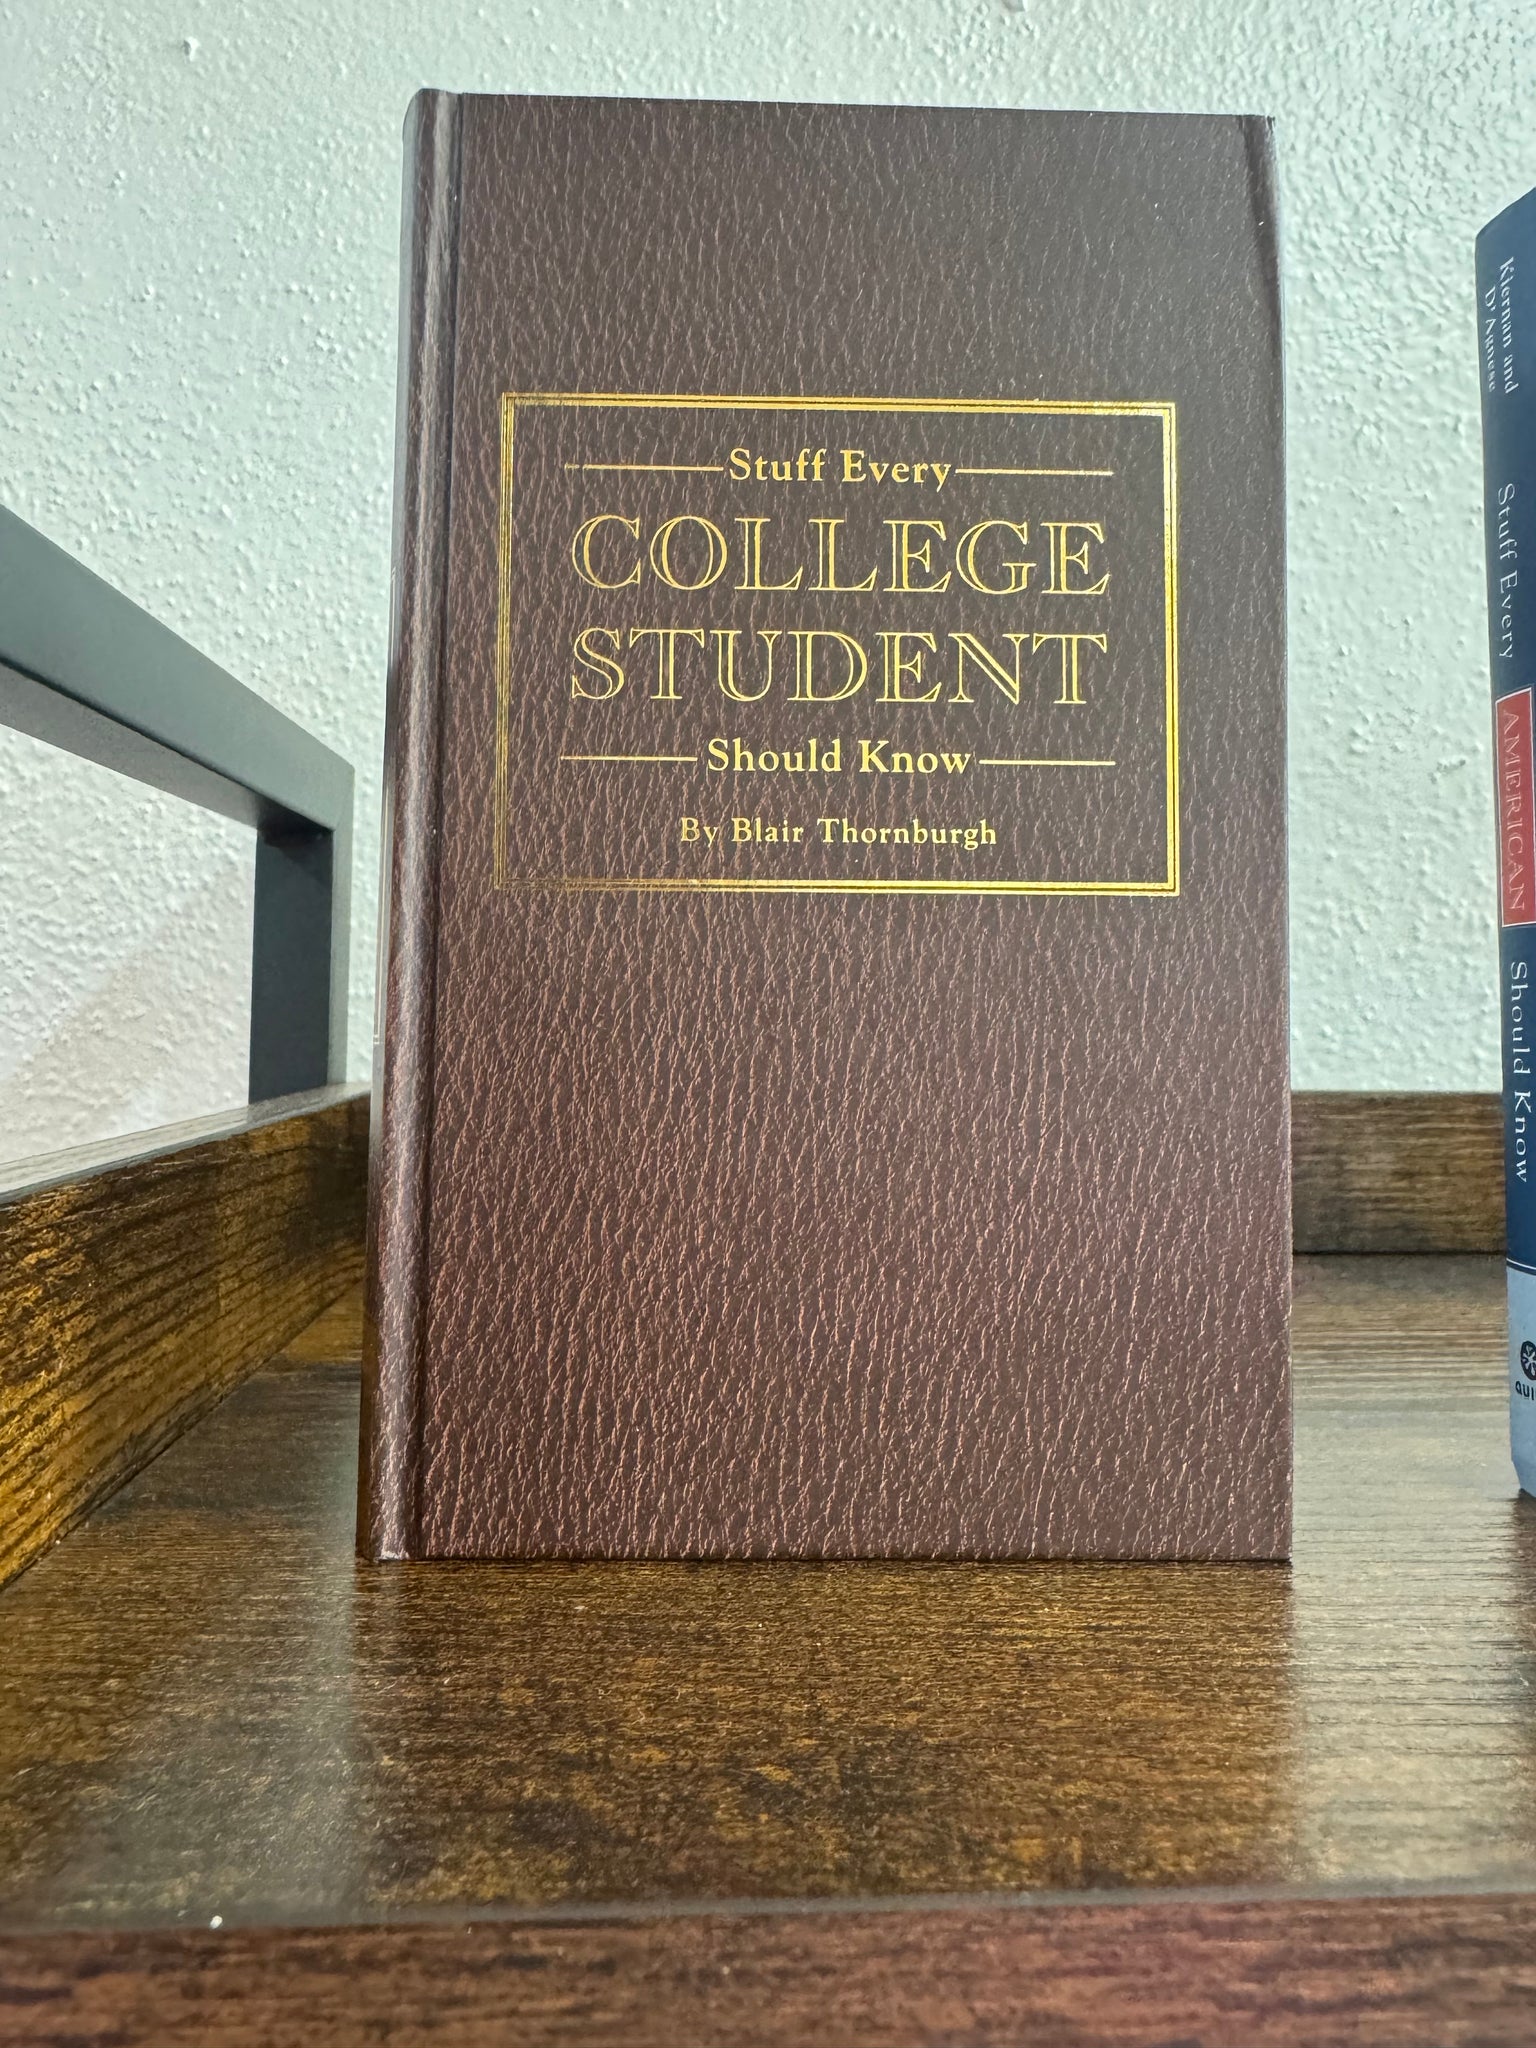 Stuff Every
COLLEGE
STUDENT
Should Know
By Blair Thornburgh
Kiernan and
D'Agnese
Stuff Every
AMERICAN
Should Know